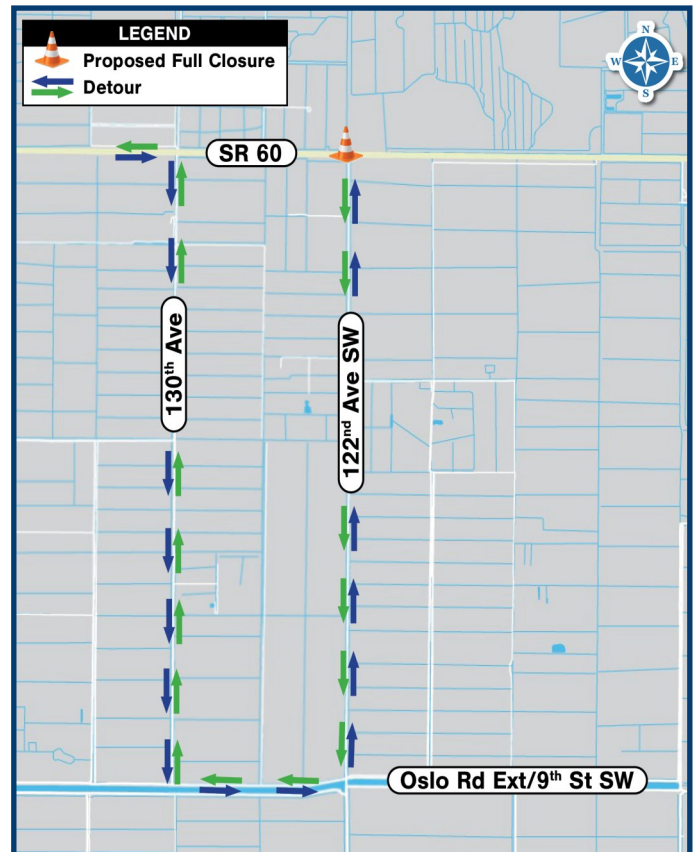 LEGEND
Proposed Full Closure
Detour
N
W E
S
SR 60
130th Ave
122nd Ave SW
Oslo Rd Ext/9th St SW